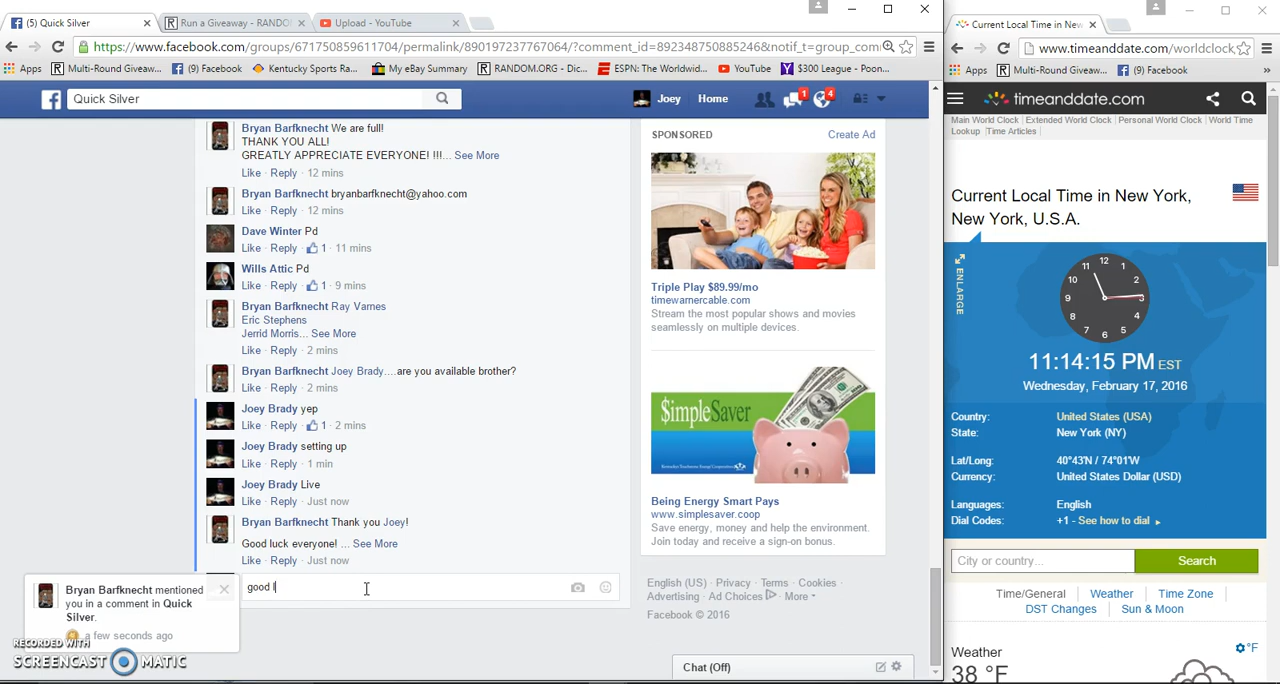 (5) Quick Silver
Run a Giveaway - RANDO
Upload - YouTube
https://www.facebook.com/groups/671750859611704/permalink/890197237767064/?comment_id=892348750885246&notif_t=group_com
Apps Multi-Round Giveaw... (9) Facebook Kentucky Sports Ra... My eBay Summary RANDOM.ORG - Dic... ESPN: The Worldwid... YouTube $300 League - Poon...
Quick Silver
Joey Home 1 4
Bryan Barfknecht We are full!
THANK YOU ALL!
GREATLY APPRECIATE EVERYONE! !!!... See More
Like · Reply · 12 mins
Bryan Barfknecht bryanbarfknecht@yahoo.com
Like · Reply · 12 mins
Dave Winter Pd
Like · Reply · 1 · 11 mins
Wills Attic Pd
Like · Reply · 1 · 9 mins
Bryan Barfknecht Ray Varnes
Eric Stephens
Jerrid Morris... See More
Like · Reply · 2 mins
Bryan Barfknecht Joey Brady....are you available brother?
Like · Reply · 2 mins
Joey Brady yep
Like · Reply · 1 · 2 mins
Joey Brady setting up
Like · Reply · 1 min
Joey Brady Live
Like · Reply · Just now
Bryan Barfknecht Thank you Joey!
Good luck everyone! ... See More
Like · Reply · Just now
good l
Bryan Barfknecht mentioned
you in a comment in Quick
Silver.
a few seconds ago
RECORDED WITH
SCREENCAST MATIC
SPONSORED Create Ad
Triple Play $89.99/mo
timewarnercable.com
Stream the most popular shows and movies
seamlessly on multiple devices.
$impleSaver
Being Energy Smart Pays
www.simplesaver.coop
Save energy, money and help the environment.
Join today and receive a sign-on bonus.
English (US) · Privacy · Terms · Cookies ·
Advertising · Ad Choices · More
Facebook © 2016
Chat (Off)
Current Local Time in New
www.timeanddate.com/worldclock
Apps Multi-Round Giveaw... (9) Facebook »
timeanddate.com
Main World Clock Extended World Clock Personal World Clock World Time
Lookup Time Articles
Current Local Time in New York,
New York, U.S.A.
ENLARGE
12 1 2 3 4 5 6 7 8 9 10 11
11:14:15 PM EST
Wednesday, February 17, 2016
Country: United States (USA)
State: New York (NY)
Lat/Long: 40°43'N / 74°01'W
Currency: United States Dollar (USD)
Languages: English
Dial Codes: +1 - See how to dial
City or country... Search
Time/General Weather Time Zone
DST Changes Sun & Moon
Weather °F
38 °F